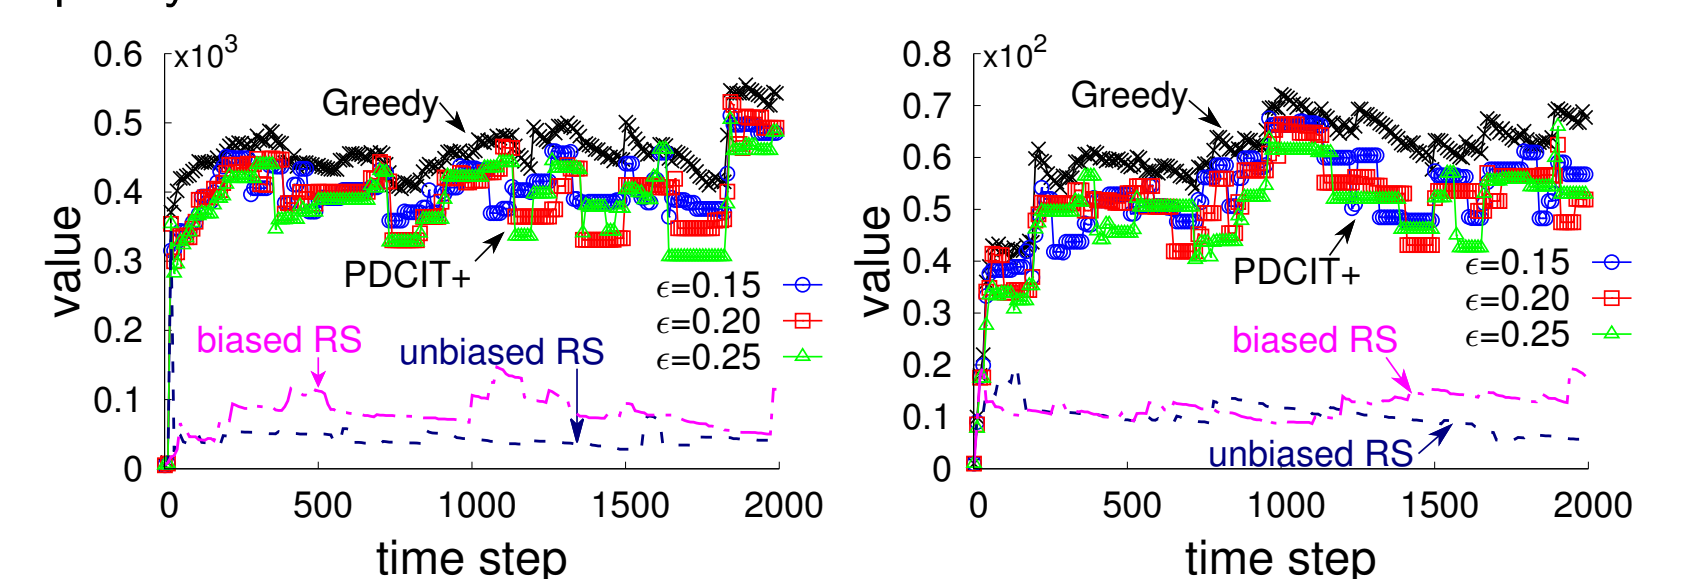 0.6
x10^3
0.5
0.4
0.3
0.2
0.1
0
value
Greedy
PDCIT+
ϵ=0.15
ϵ=0.20
ϵ=0.25
biased RS
unbiased RS
0 500 1000 1500 2000
time step
0.8
x10^2
0.7
0.6
0.5
0.4
0.3
0.2
0.1
0
value
Greedy
PDCIT+
ϵ=0.15
ϵ=0.20
ϵ=0.25
biased RS
unbiased RS
0 500 1000 1500 2000
time step